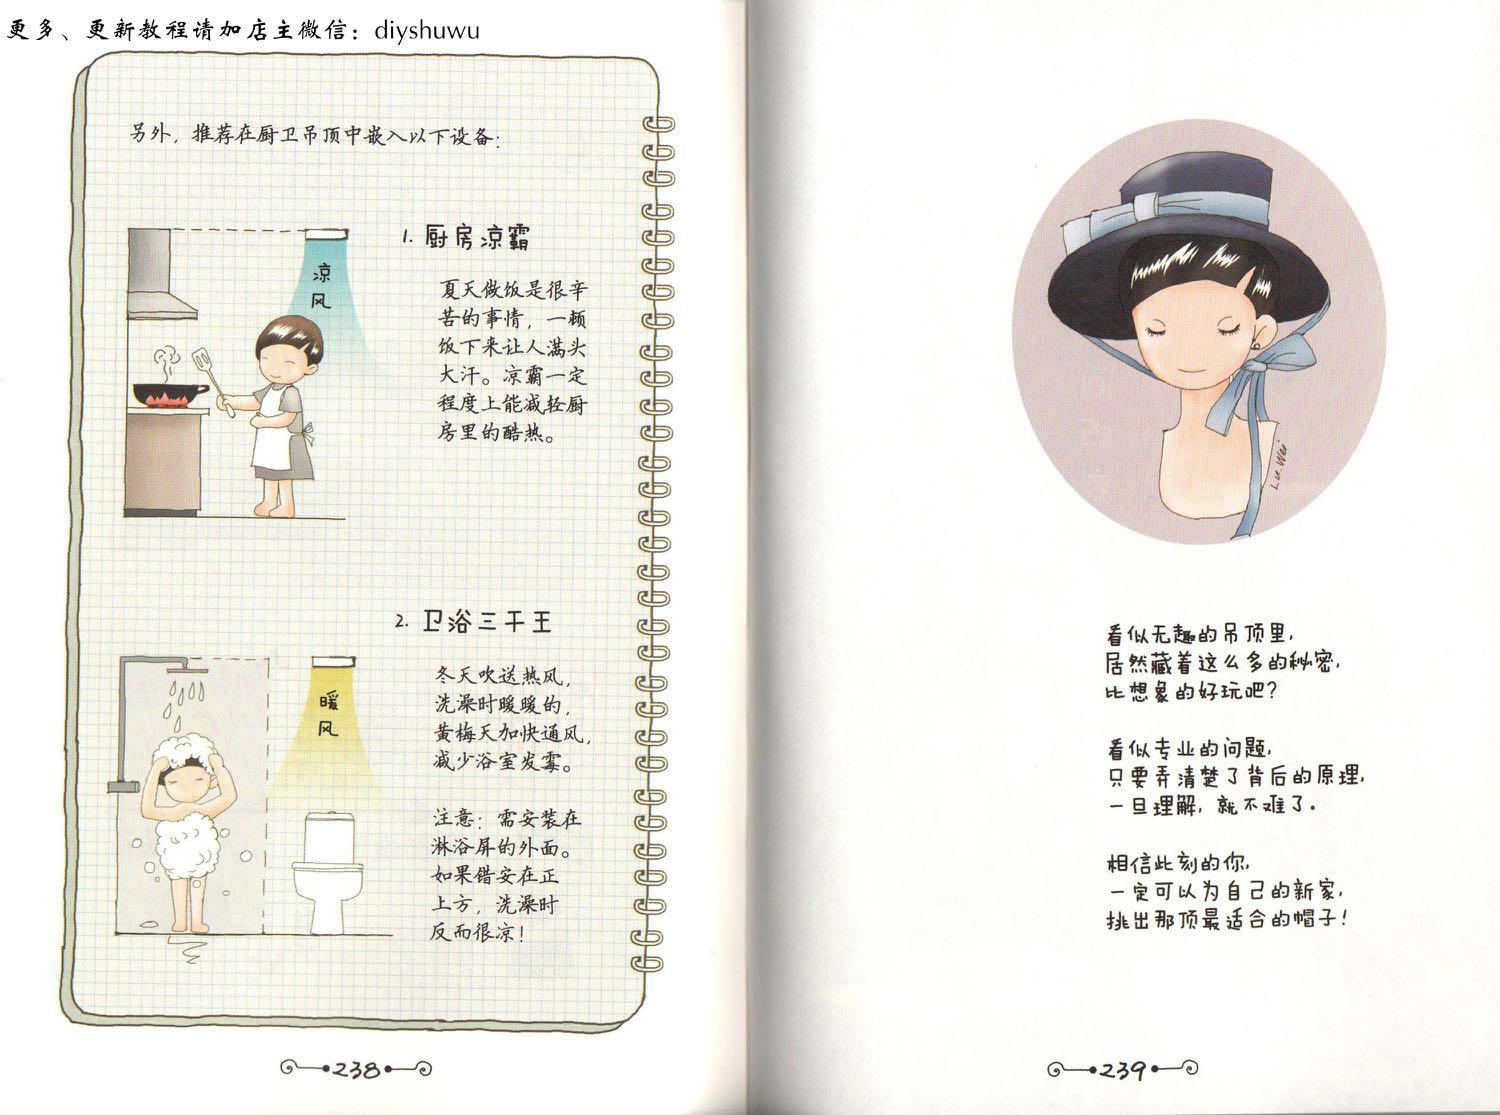 更多、更新教程请加店主微信：diyshuwu
另外，推荐在厨卫吊顶中嵌入以下设备：
1. 厨房凉霸
凉
风
夏天做饭是很辛
苦的事情，一顿
饭下来让人满头
大汗。凉霸一定
程度上能减轻厨
房里的酷热。
2. 卫浴三干王
暖
风
冬天吹送热风，
洗澡时暖暖的，
黄梅天加快通风，
减少浴室发霉。
注意：需安装在
淋浴屏的外面。
如果错安在正
上方，洗澡时
反而很凉！
238
Lu.Wei
看似无趣的吊顶里，
居然藏着这么多的秘密，
比想象的好玩吧？
看似专业的问题，
只要弄清楚了背后的原理，
一旦理解，就不难了。
相信此刻的你，
一定可以为自己的新家，
挑出那顶最适合的帽子！
239